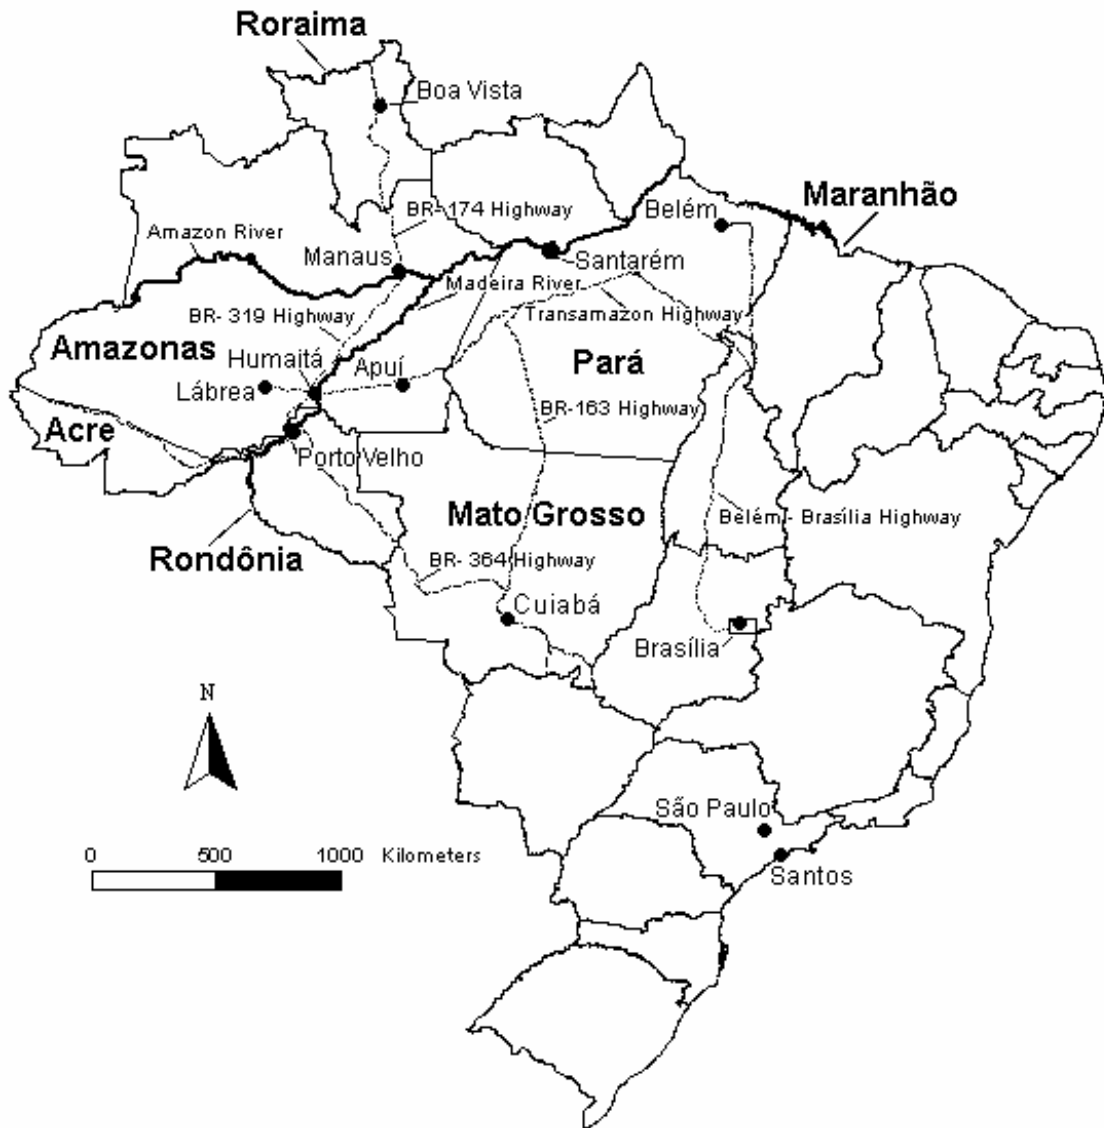 Roraima
Boa Vista
Maranhão
BR- 174 Highway
Belém
Amazon River
Manaus
Santarém
Madeira River
BR- 319 Highway
Transamazon Highway
Amazonas
Humaitá
Apuí
Pará
Lábrea
BR-163 Highway
Acre
Porto Velho
Mato Grosso
Belém - Brasília Highway
Rondônia
BR- 364 Highway
Cuiabá
Brasília
N
São Paulo
0 500 1000 Kilometers
Santos